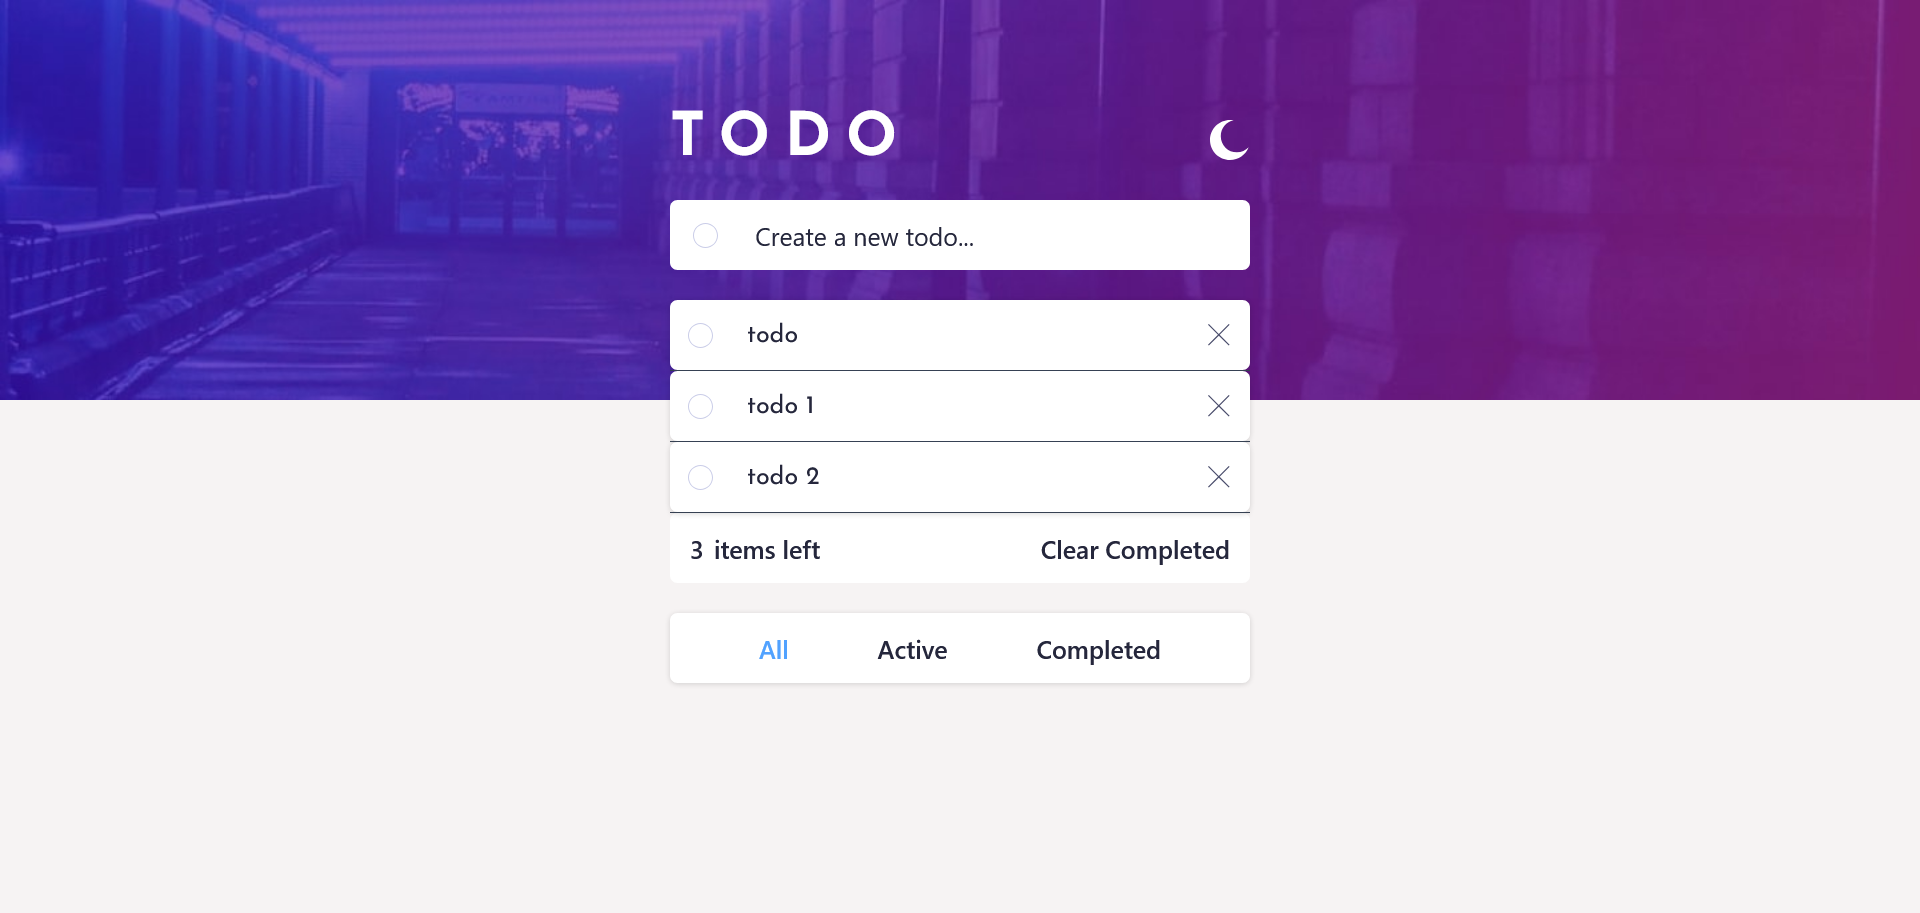 TODO
Create a new todo...
todo
todo 1
todo 2
3 items left Clear Completed
All Active Completed